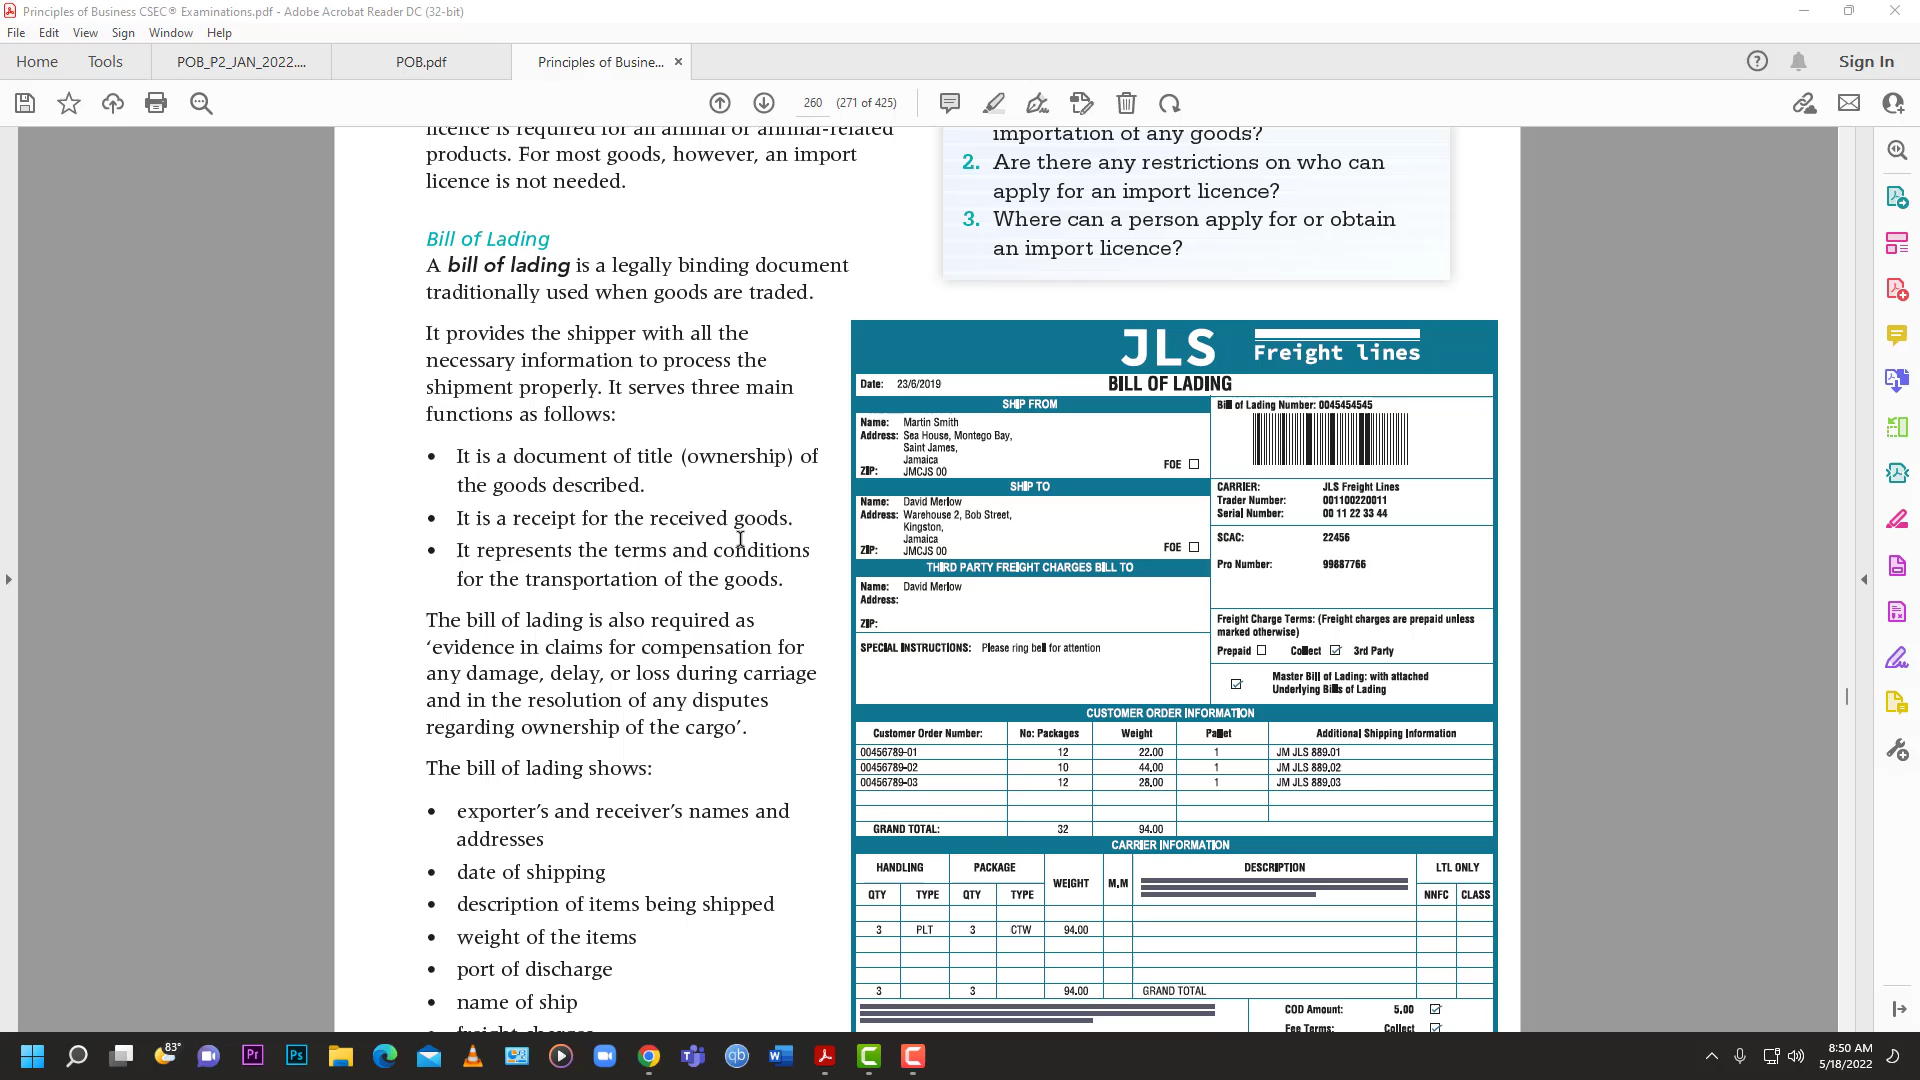 Principles of Business CSEC® Examinations.pdf - Adobe Acrobat Reader DC (32-bit)
File Edit View Sign Window Help
Home Tools POB_P2_JAN_2022.... POB.pdf Principles of Busine... × Sign In
260 (271 of 425)
licence is required for all animal or animal-related
products. For most goods, however, an import
licence is not needed.
importation of any goods?
2. Are there any restrictions on who can
apply for an import licence?
3. Where can a person apply for or obtain
an import licence?
Bill of Lading
A bill of lading is a legally binding document
traditionally used when goods are traded.
It provides the shipper with all the
necessary information to process the
shipment properly. It serves three main
functions as follows:
• It is a document of title (ownership) of
the goods described.
• It is a receipt for the received goods.
• It represents the terms and conditions
for the transportation of the goods.
The bill of lading is also required as
‘evidence in claims for compensation for
any damage, delay, or loss during carriage
and in the resolution of any disputes
regarding ownership of the cargo’.
The bill of lading shows:
• exporter’s and receiver’s names and
addresses
• date of shipping
• description of items being shipped
• weight of the items
• port of discharge
• name of ship
• freight charges
JLS Freight lines
Date: 23/6/2019 BILL OF LADING
SHIP FROM
Name: Martin Smith
Address: Sea House, Montego Bay,
Saint James,
Jamaica
ZIP: JMCJS 00 FOE
Bill of Lading Number: 0045454545
SHIP TO
Name: David Merlow
Address: Warehouse 2, Bob Street,
Kingston,
Jamaica
ZIP: JMCJS 00 FOE
CARRIER: JLS Freight Lines
Trader Number: 001100220011
Serial Number: 00 11 22 33 44
SCAC: 22456
Pro Number: 99887766
THIRD PARTY FREIGHT CHARGES BILL TO
Name: David Merlow
Address:
ZIP:
SPECIAL INSTRUCTIONS: Please ring bell for attention
Freight Charge Terms: (Freight charges are prepaid unless
marked otherwise)
Prepaid Collect 3rd Party
Master Bill of Lading: with attached
Underlying Bills of Lading
CUSTOMER ORDER INFORMATION
Customer Order Number: No: Packages Weight Pallet Additional Shipping Information
00456789-01 12 22.00 1 JM JLS 889.01
00456789-02 10 44.00 1 JM JLS 889.02
00456789-03 12 28.00 1 JM JLS 889.03
GRAND TOTAL: 32 94.00
CARRIER INFORMATION
HANDLING PACKAGE WEIGHT M.M DESCRIPTION LTL ONLY
QTY TYPE QTY TYPE NNFC CLASS
3 PLT 3 CTW 94.00
3 3 94.00 GRAND TOTAL
COD Amount: 5.00
Fee Terms: Collect
83°
8:50 AM
5/18/2022